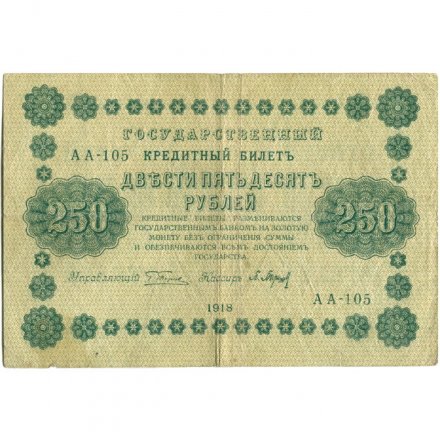 ГОСУДАРСТВЕННЫЙ
АА-105 КРЕДИТНЫЙ БИЛЕТЪ
ДВѢСТИ ПЯТЬДЕСЯТЪ
РУБЛЕЙ
250 250
КРЕДИТНЫЕ БИЛЕТЫ РАЗМѢНИВАЮТСЯ
ГОСУДАРСТВЕННЫМЪ БАНКОМЪ НА ЗОЛОТУЮ
МОНЕТУ БЕЗЪ ОГРАНИЧЕНІЯ СУММЫ
И ОБЕЗПЕЧИВАЮТСЯ ВСѢМЪ ДОСТОЯНІЕМЪ
ГОСУДАРСТВА.
Управляющій Кассиръ
АА-105
1918